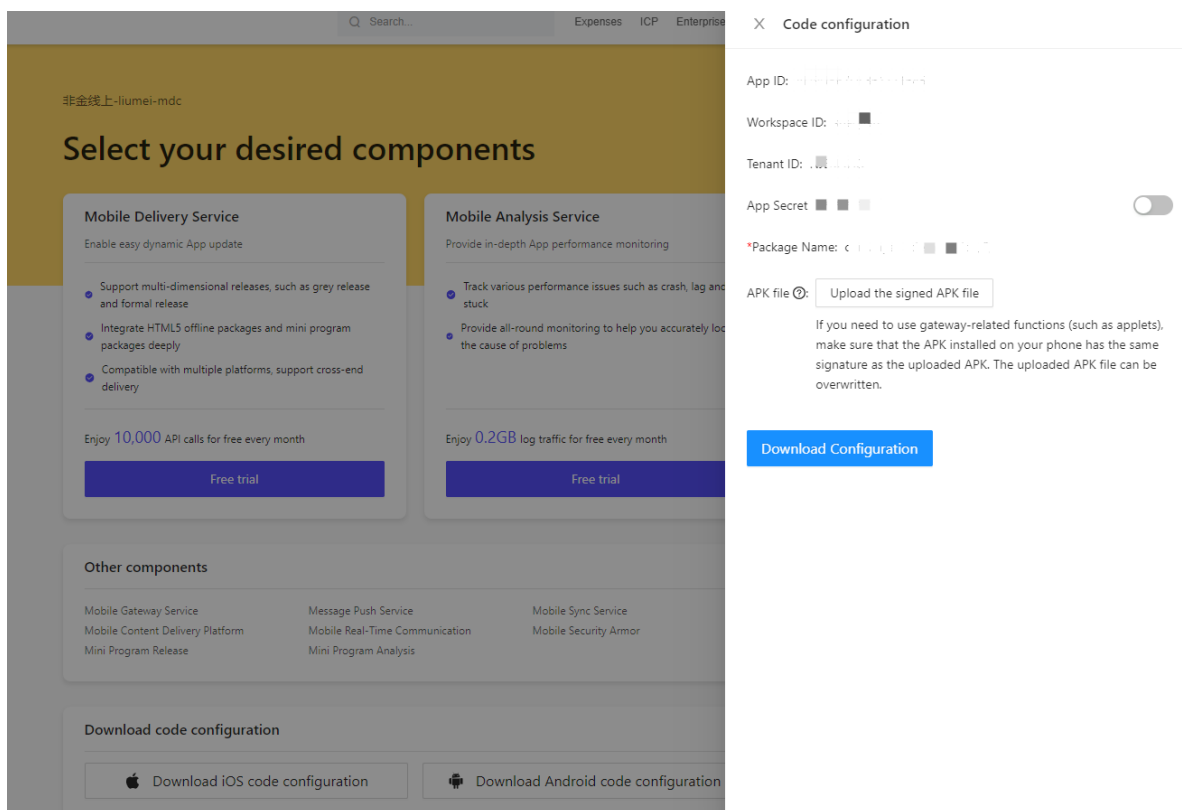 Search...
Expenses ICP Enterprise
非金线上-liumei-mdc
Select your desired components
Mobile Delivery Service
Enable easy dynamic App update
Support multi-dimensional releases, such as grey release
and formal release
Integrate HTML5 offline packages and mini program
packages deeply
Compatible with multiple platforms, support cross-end
delivery
Enjoy 10,000 API calls for free every month
Free trial
Mobile Analysis Service
Provide in-depth App performance monitoring
Track various performance issues such as crash, lag and
stuck
Provide all-round monitoring to help you accurately loc
the cause of problems
Enjoy 0.2GB log traffic for free every month
Free trial
Other components
Mobile Gateway Service
Message Push Service
Mobile Sync Service
Mobile Content Delivery Platform
Mobile Real-Time Communication
Mobile Security Armor
Mini Program Release
Mini Program Analysis
Download code configuration
Download iOS code configuration
Download Android code configuration
Code configuration
App ID:
Workspace ID:
Tenant ID:
App Secret
*Package Name:
APK file ?:
Upload the signed APK file
If you need to use gateway-related functions (such as applets),
make sure that the APK installed on your phone has the same
signature as the uploaded APK. The uploaded APK file can be
overwritten.
Download Configuration